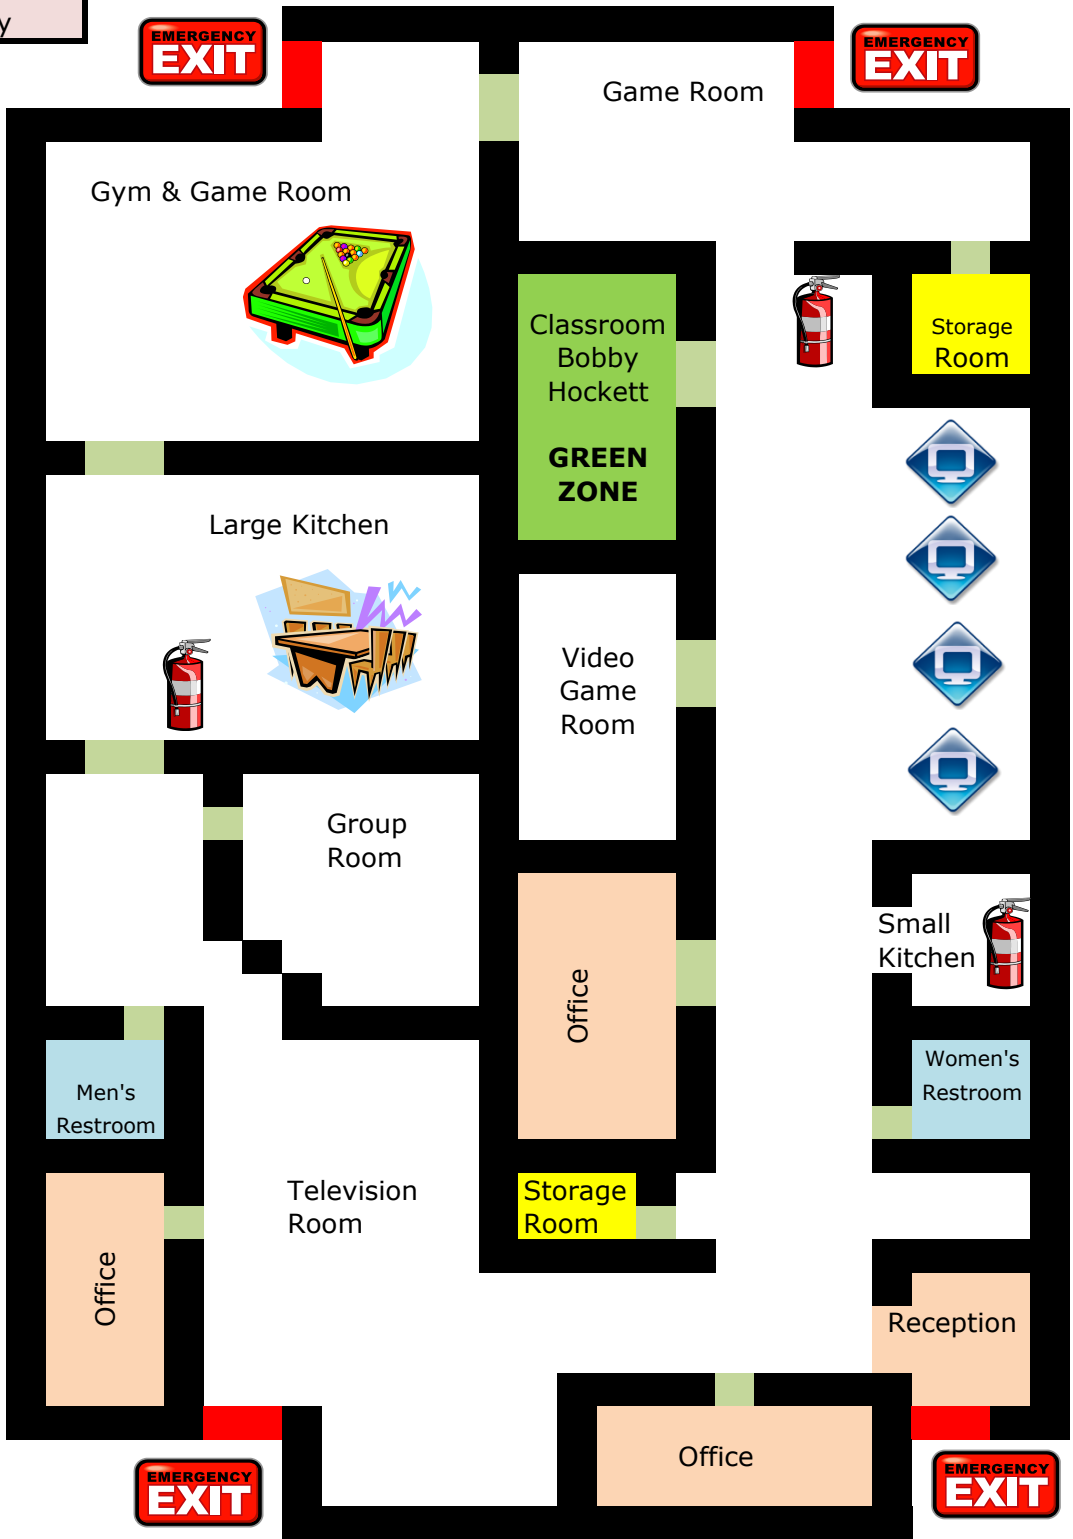 y
EMERGENCY
EXIT
EMERGENCY
EXIT
Game Room
Gym & Game Room
Classroom
Bobby
Hockett
GREEN
ZONE
Storage
Room
Large Kitchen
Video
Game
Room
Group
Room
Small
Kitchen
Office
Women's
Restroom
Men's
Restroom
Television
Room
Storage
Room
Office
Reception
Office
EMERGENCY
EXIT
EMERGENCY
EXIT